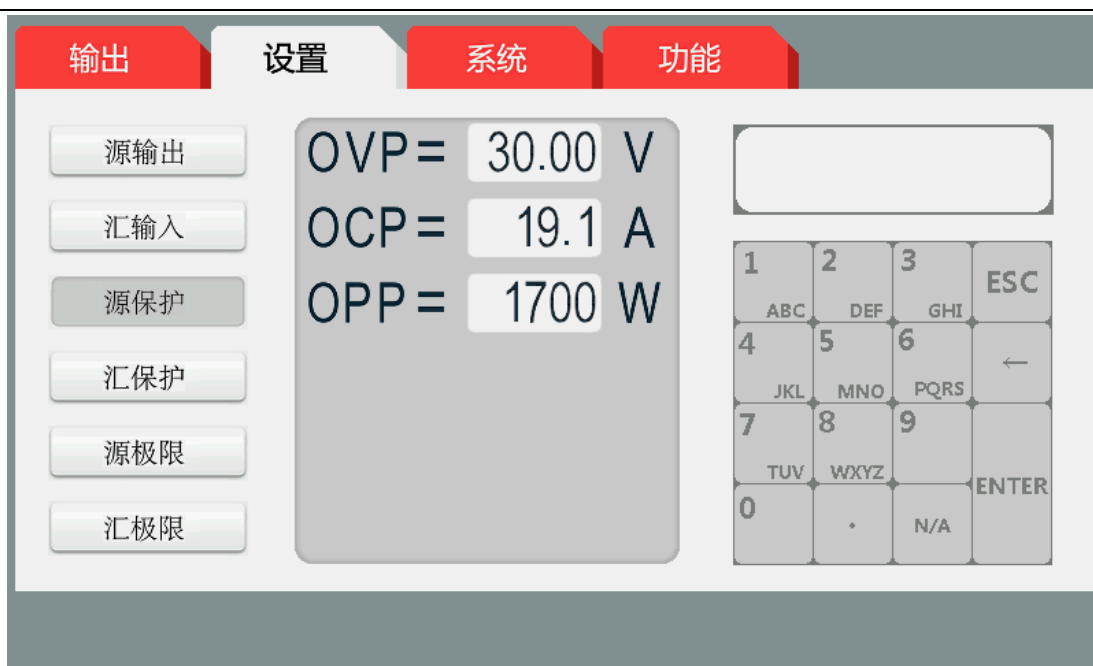 输出 设置 系统 功能
源输出
汇输入
源保护
汇保护
源极限
汇极限
OVP= 30.00 V
OCP= 19.1 A
OPP= 1700 W
1 ABC 2 DEF 3 GHI ESC
4 JKL 5 MNO 6 PQRS ←
7 TUV 8 WXYZ 9 ENTER
0 . N/A